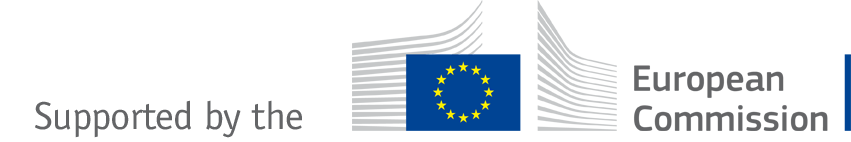 Supported by the
European
Commission